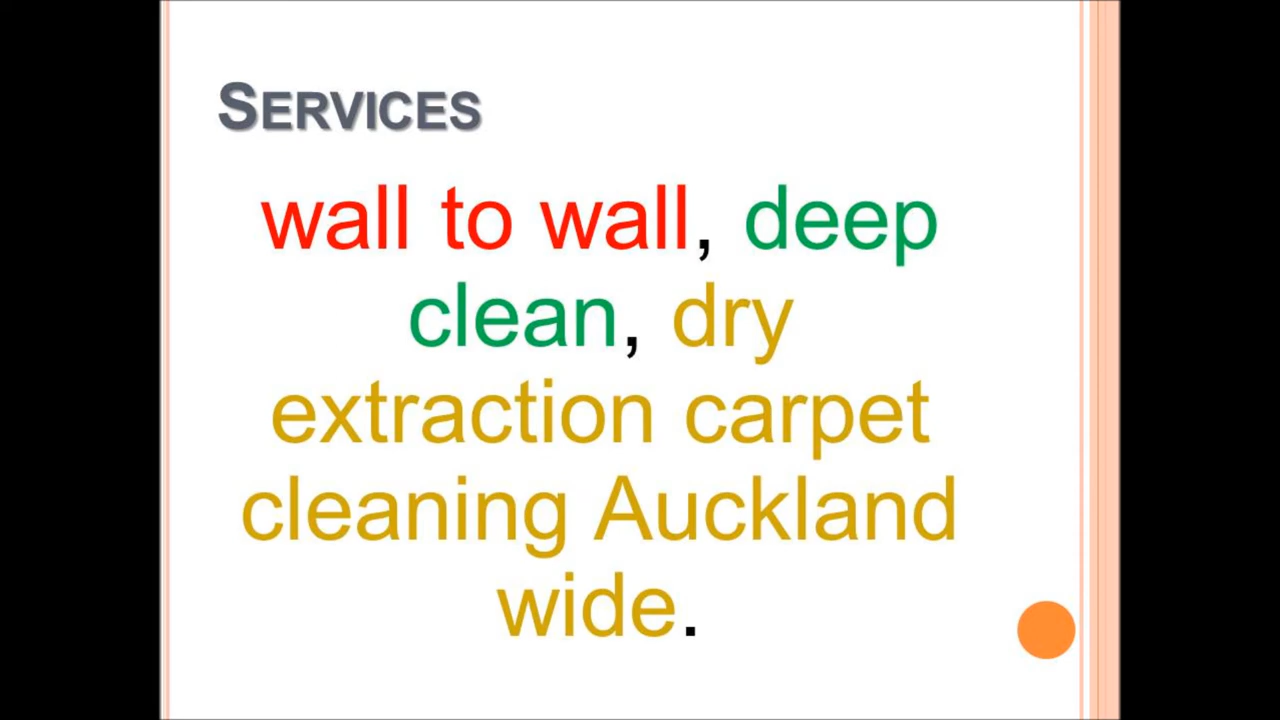 SERVICES
wall to wall, deep
clean, dry
extraction carpet
cleaning Auckland
wide.